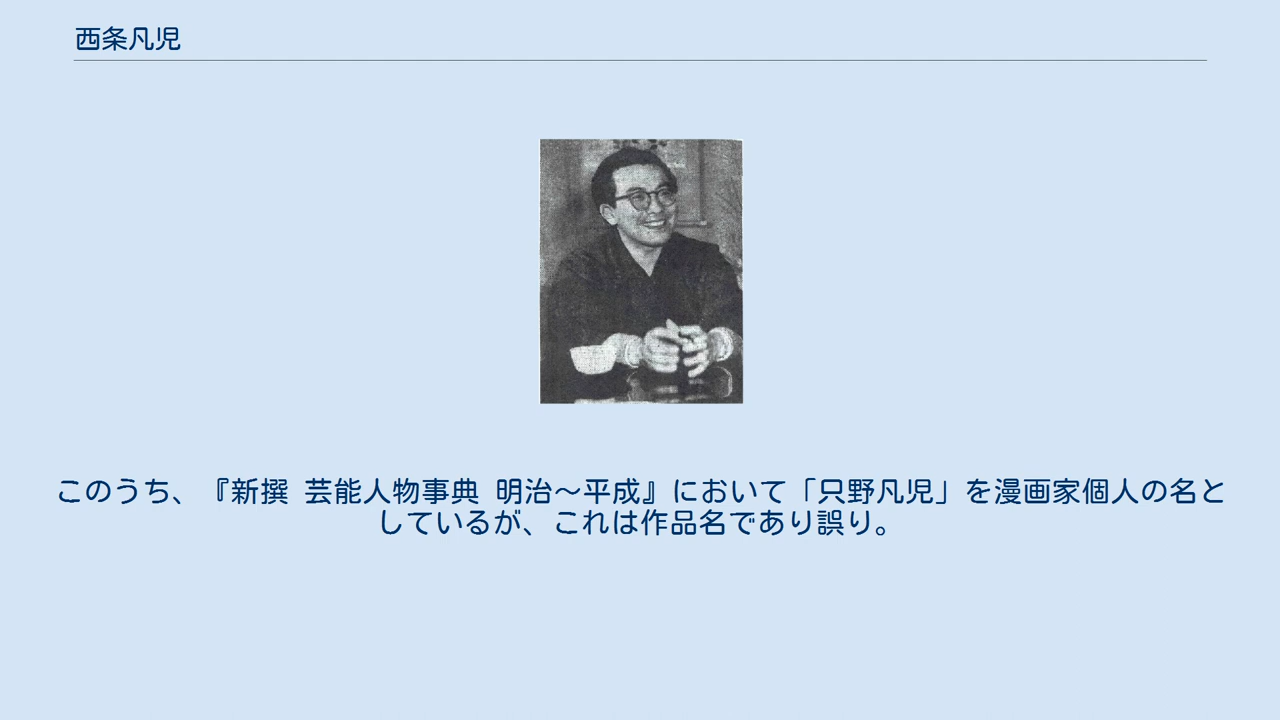 西条凡児
このうち、『新撰 芸能人物事典 明治～平成』において「只野凡児」を漫画家個人の名と
しているが、これは作品名であり誤り。